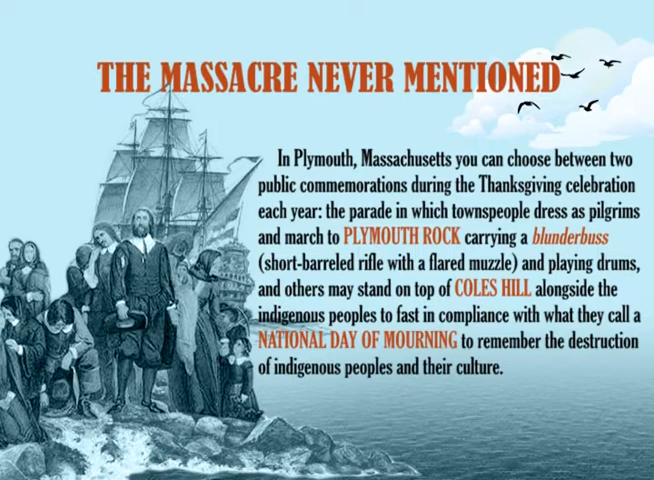 THE MASSACRE NEVER MENTIONED
In Plymouth, Massachusetts you can choose between two
public commemorations during the Thanksgiving celebration
each year: the parade in which townspeople dress as pilgrims
and march to PLYMOUTH ROCK carrying a blunderbuss
(short-barreled rifle with a flared muzzle) and playing drums,
and others may stand on top of COLES HILL alongside the
indigenous peoples to fast in compliance with what they call a
NATIONAL DAY OF MOURNING to remember the destruction
of indigenous peoples and their culture.